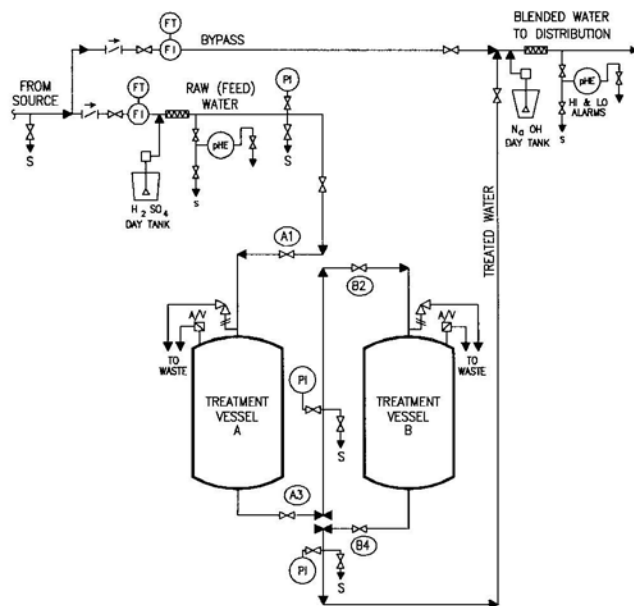 BLENDED WATER
TO DISTRIBUTION
FT
FI
BYPASS
FROM
SOURCE
FT
FI
RAW (FEED)
WATER
PI
S
pHE
S
S
H2SO4
DAY TANK
NaOH
DAY TANK
pHE
HI & LO
ALARMS
S
TREATED WATER
A1
B2
A/V
TO
WASTE
A/V
TO
WASTE
TREATMENT
VESSEL
A
PI
S
TREATMENT
VESSEL
B
A3
B4
PI
S